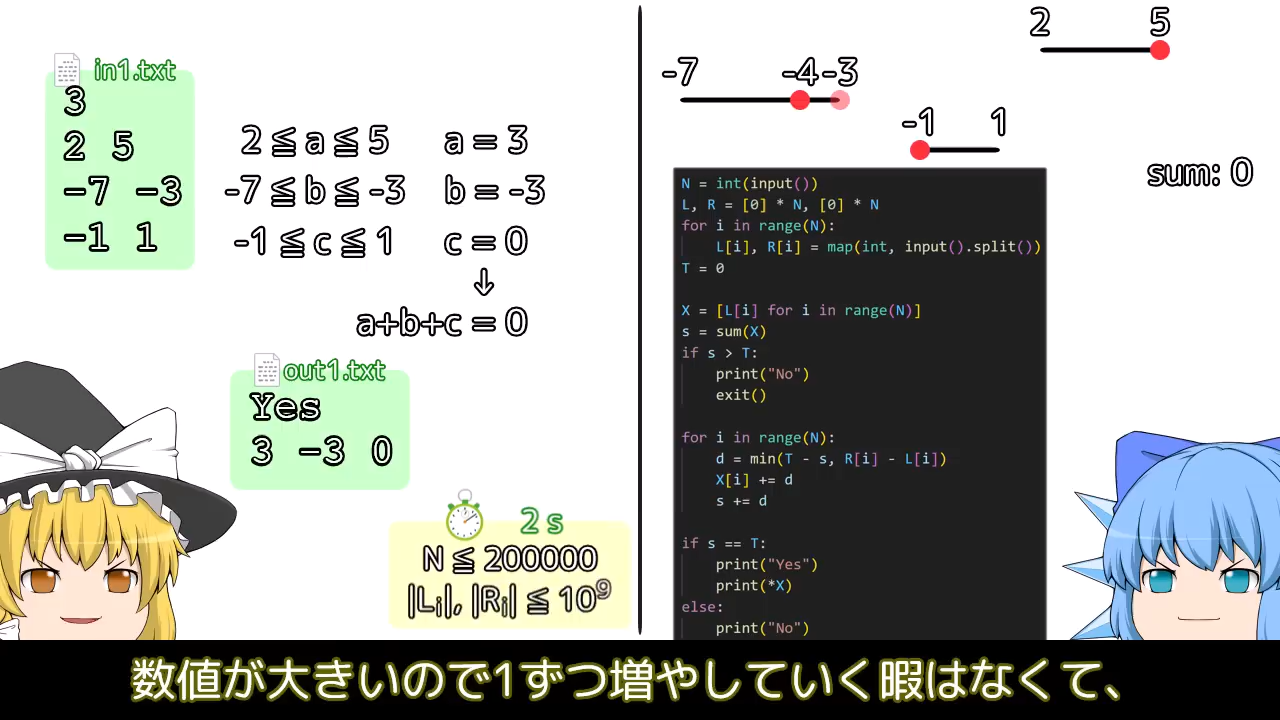 in1.txt
3
2 5
-7 -3
-1 1
2 ≦ a ≦ 5 a = 3
-7 ≦ b ≦ -3 b = -3
-1 ≦ c ≦ 1 c = 0
↓
a+b+c = 0
out1.txt
Yes
3 -3 0
2 s
N ≦ 200000
|Lᵢ|, |Rᵢ| ≦ 10⁹
2 5
-7 -4 -3
-1 1
sum: 0
N = int(input())
L, R = [0] * N, [0] * N
for i in range(N):
    L[i], R[i] = map(int, input().split())
T = 0

X = [L[i] for i in range(N)]
s = sum(X)
if s > T:
    print("No")
    exit()

for i in range(N):
    d = min(T - s, R[i] - L[i])
    X[i] += d
    s += d

if s == T:
    print("Yes")
    print(*X)
else:
    print("No")
数値が大きいので1ずつ増やしていく暇はなくて、